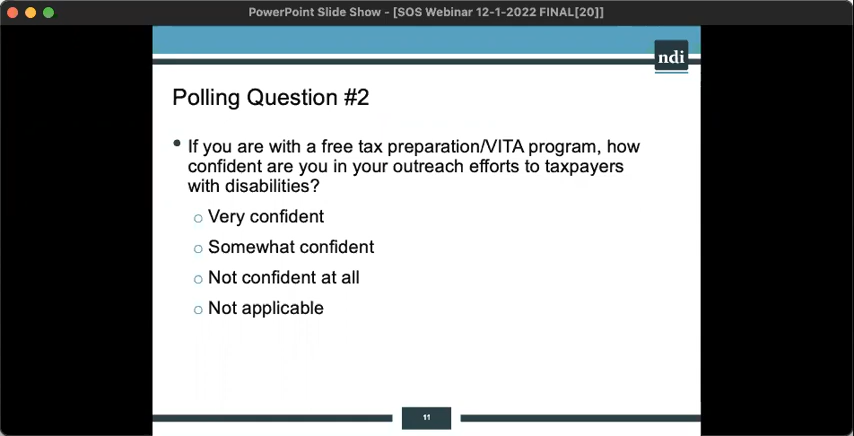 PowerPoint Slide Show - [SOS Webinar 12-1-2022 FINAL[20]]
ndi
Polling Question #2
• If you are with a free tax preparation/VITA program, how
confident are you in your outreach efforts to taxpayers
with disabilities?
o Very confident
o Somewhat confident
o Not confident at all
o Not applicable
11